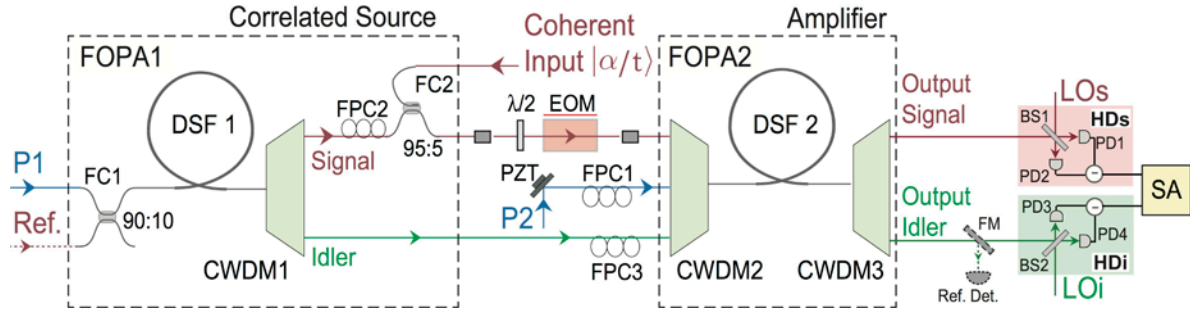 Correlated Source
Amplifier
FOPA1
Coherent
Input |α/t⟩
FOPA2
FC2
DSF 1
FPC2
λ/2
EOM
DSF 2
Output
Signal
LOs
BS1
HDs
PD1
PD2
Signal
95:5
P1
FC1
PZT
FPC1
SA
Ref.
90:10
P2
Output
Idler
PD3
FM
PD4
CWDM1
Idler
FPC3
CWDM2
CWDM3
BS2
HDi
Ref. Det.
LOi